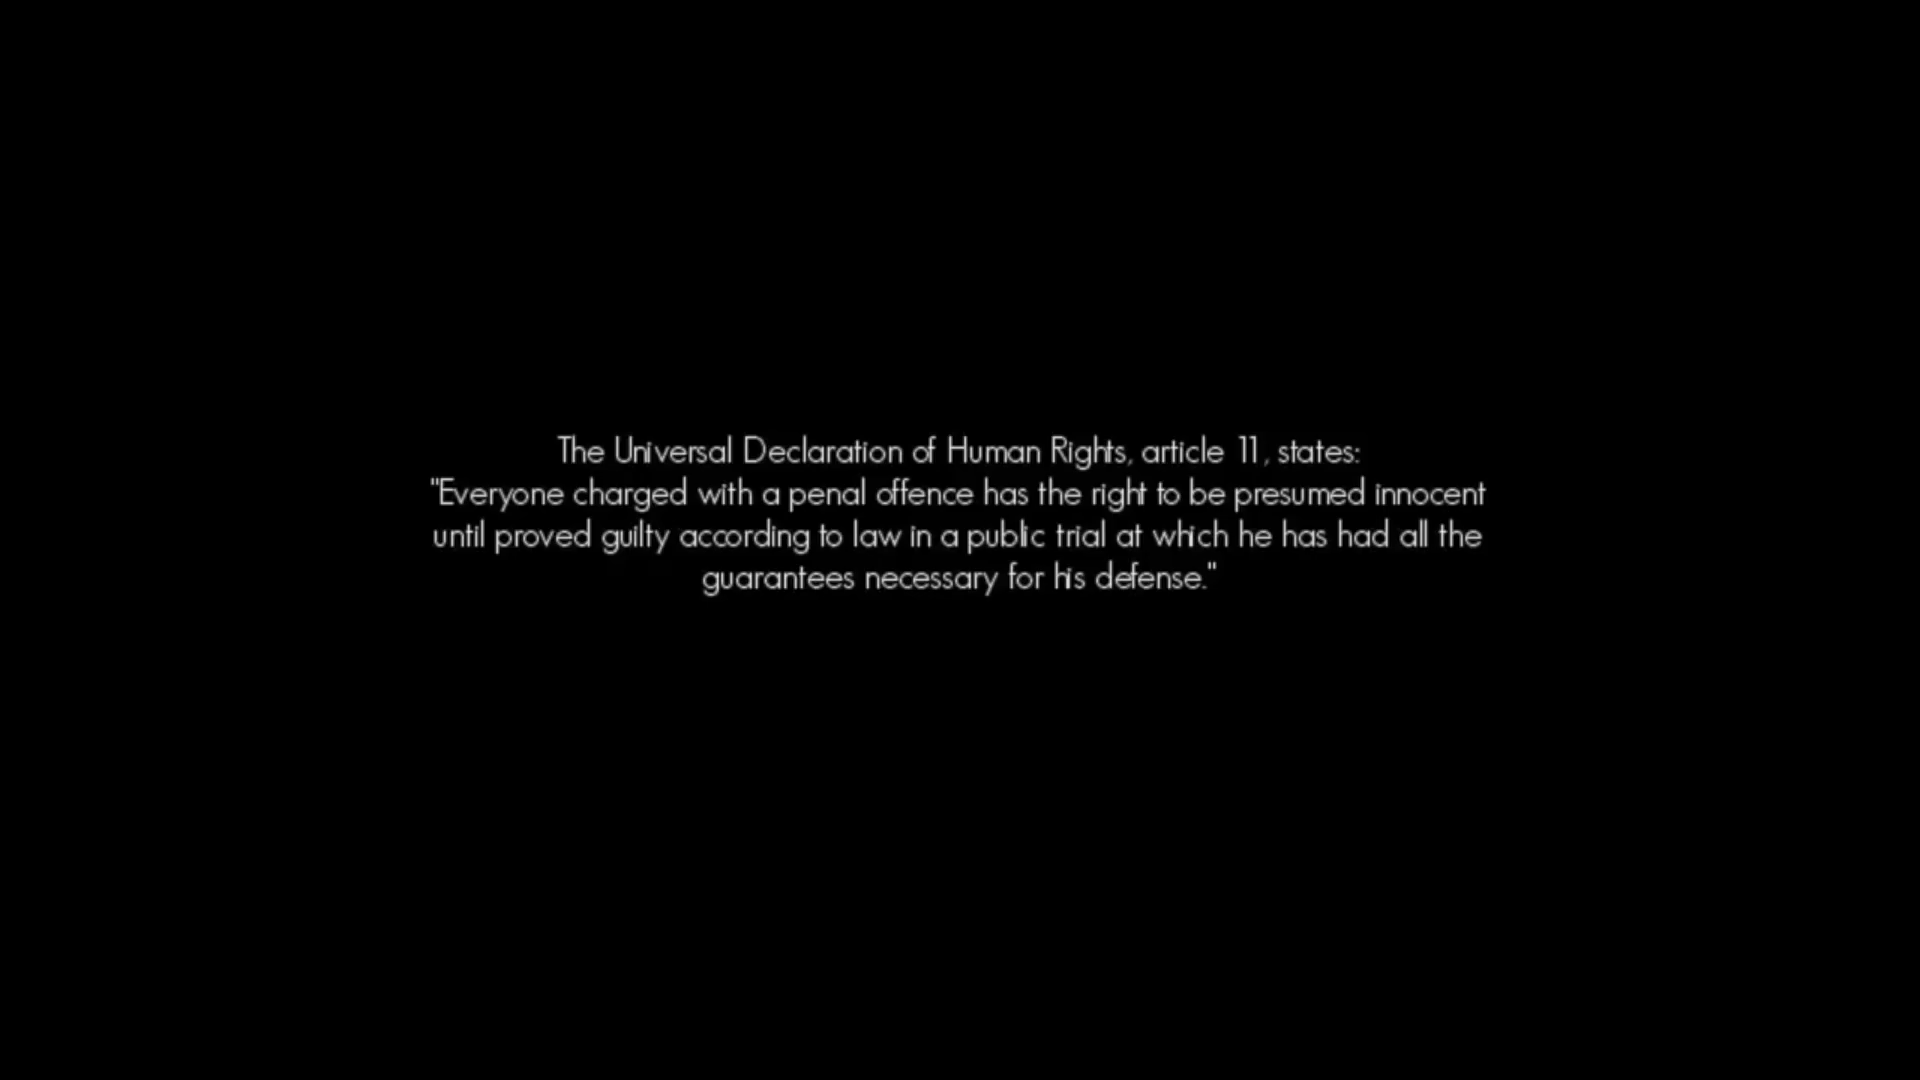 The Universal Declaration of Human Rights, article 11, states:
"Everyone charged with a penal offence has the right to be presumed innocent
until proved guilty according to law in a public trial at which he has had all the
guarantees necessary for his defense."